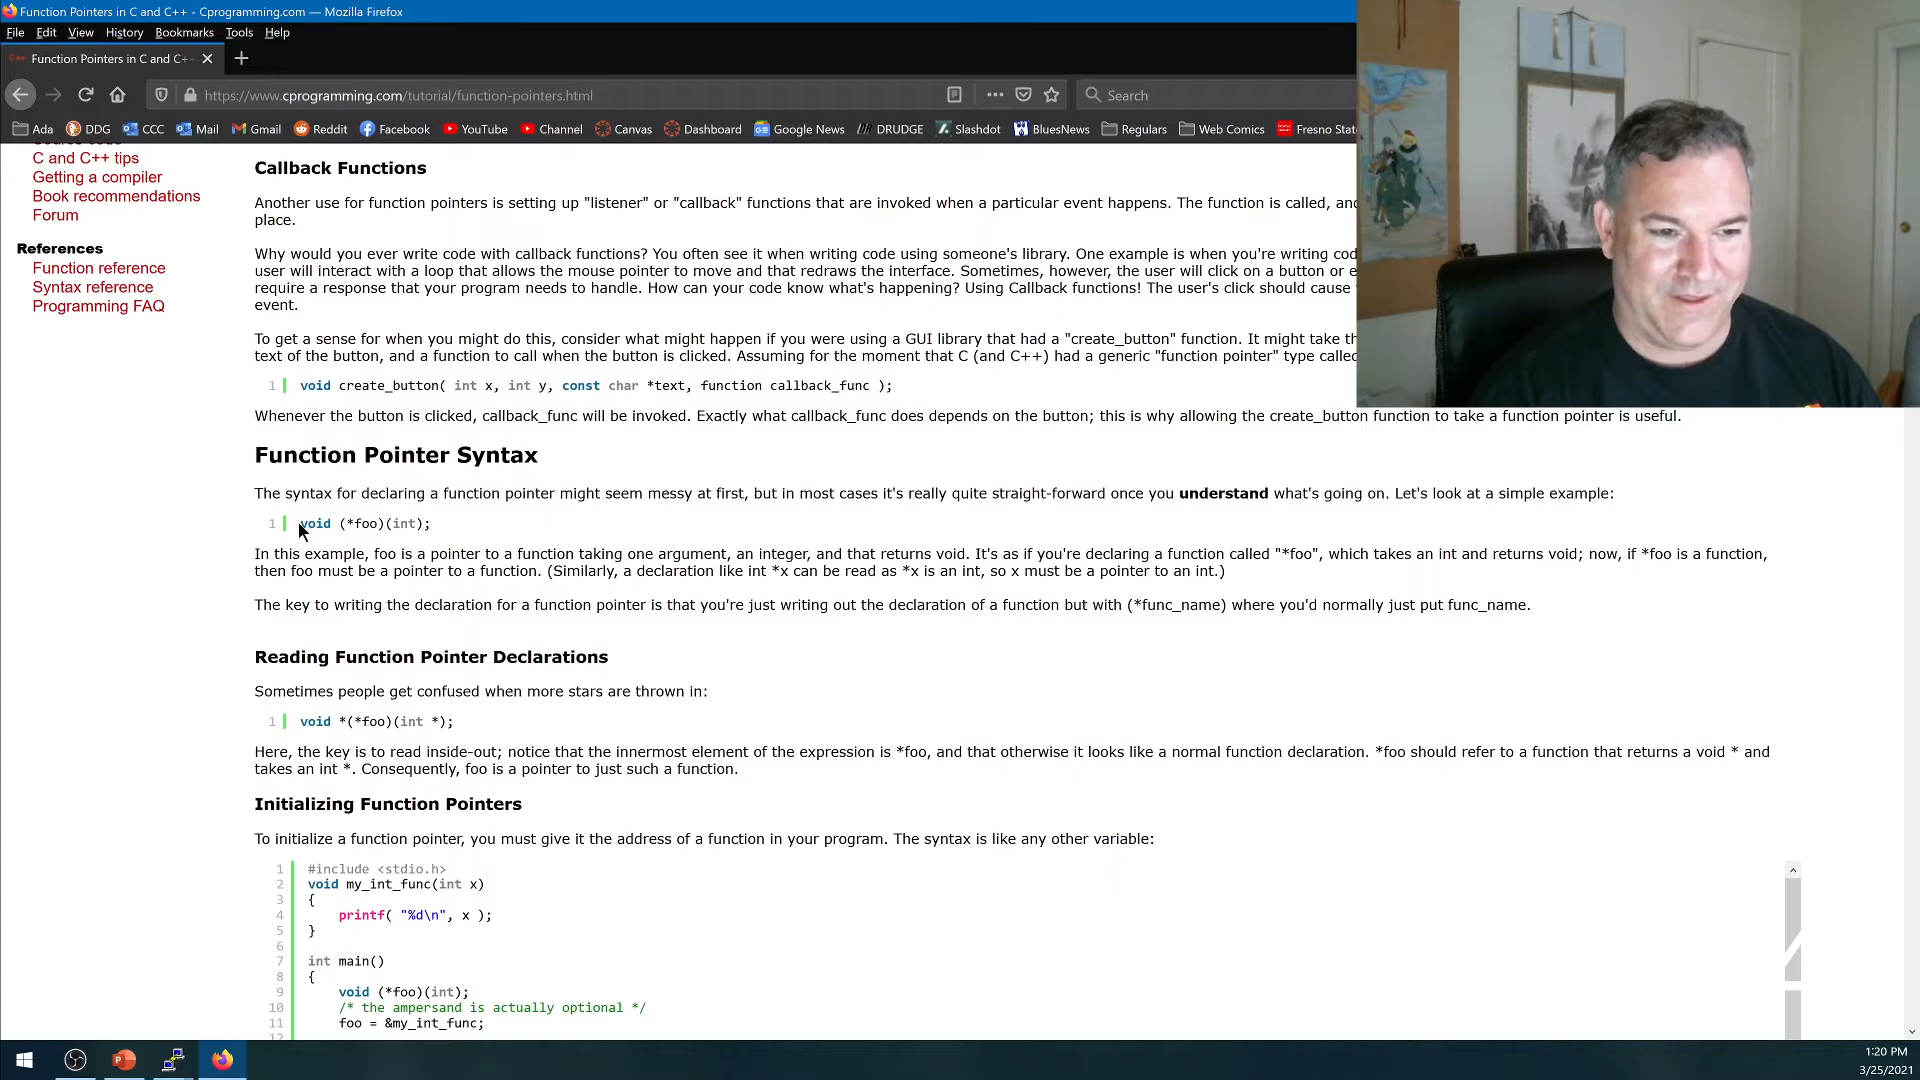 Function Pointers in C and C++ - Cprogramming.com — Mozilla Firefox
File Edit View History Bookmarks Tools Help
Function Pointers in C and C++
https://www.cprogramming.com/tutorial/function-pointers.html
Search
Ada DDG CCC Mail Gmail Reddit Facebook YouTube Channel Canvas Dashboard Google News DRUDGE Slashdot BluesNews Regulars Web Comics Fresno Stat
C and C++ tips
Getting a compiler
Book recommendations
Forum
References
Function reference
Syntax reference
Programming FAQ
Callback Functions
Another use for function pointers is setting up "listener" or "callback" functions that are invoked when a particular event happens. The function is called, and
place.
Why would you ever write code with callback functions? You often see it when writing code using someone's library. One example is when you're writing cod
user will interact with a loop that allows the mouse pointer to move and that redraws the interface. Sometimes, however, the user will click on a button or e
require a response that your program needs to handle. How can your code know what's happening? Using Callback functions! The user's click should cause
event.
To get a sense for when you might do this, consider what might happen if you were using a GUI library that had a "create_button" function. It might take th
text of the button, and a function to call when the button is clicked. Assuming for the moment that C (and C++) had a generic "function pointer" type called
1 void create_button( int x, int y, const char *text, function callback_func );
Whenever the button is clicked, callback_func will be invoked. Exactly what callback_func does depends on the button; this is why allowing the create_button function to take a function pointer is useful.
Function Pointer Syntax
The syntax for declaring a function pointer might seem messy at first, but in most cases it's really quite straight-forward once you understand what's going on. Let's look at a simple example:
1 void (*foo)(int);
In this example, foo is a pointer to a function taking one argument, an integer, and that returns void. It's as if you're declaring a function called "*foo", which takes an int and returns void; now, if *foo is a function,
then foo must be a pointer to a function. (Similarly, a declaration like int *x can be read as *x is an int, so x must be a pointer to an int.)
The key to writing the declaration for a function pointer is that you're just writing out the declaration of a function but with (*func_name) where you'd normally just put func_name.
Reading Function Pointer Declarations
Sometimes people get confused when more stars are thrown in:
1 void *(*foo)(int *);
Here, the key is to read inside-out; notice that the innermost element of the expression is *foo, and that otherwise it looks like a normal function declaration. *foo should refer to a function that returns a void * and
takes an int *. Consequently, foo is a pointer to just such a function.
Initializing Function Pointers
To initialize a function pointer, you must give it the address of a function in your program. The syntax is like any other variable:
1 #include <stdio.h>
2 void my_int_func(int x)
3 {
4 printf( "%d\n", x );
5 }
6
7 int main()
8 {
9 void (*foo)(int);
10 /* the ampersand is actually optional */
11 foo = &my_int_func;
12
1:20 PM
3/25/2021